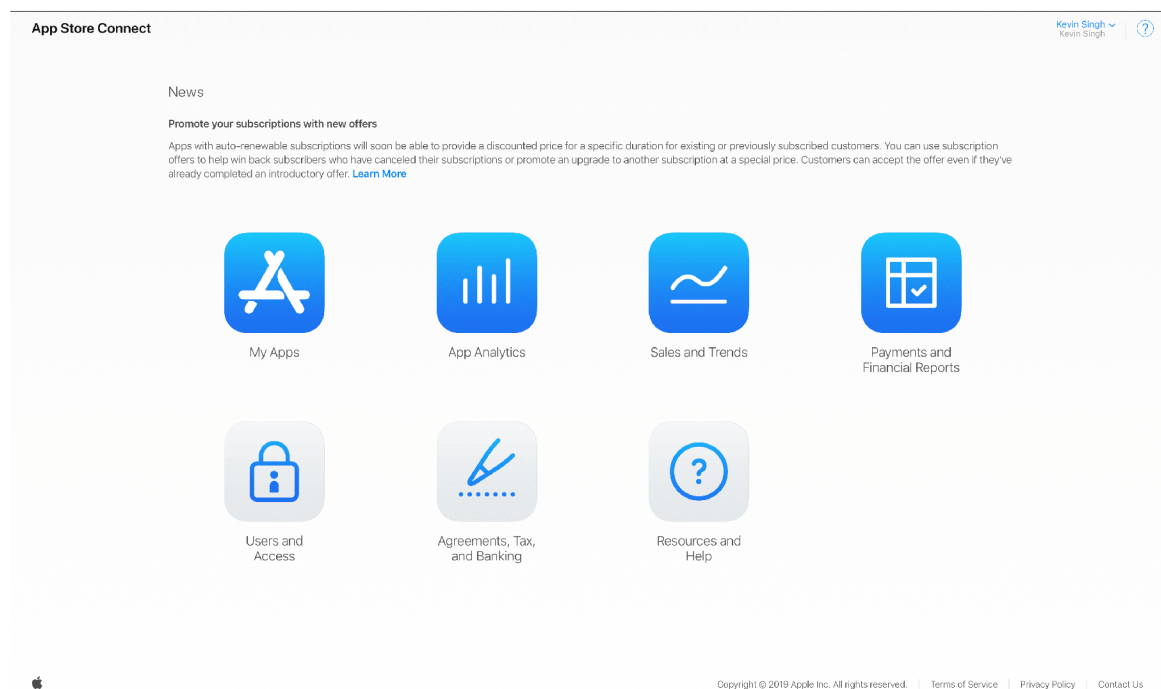 App Store Connect
Kevin Singh
Kevin Singh
?
News
Promote your subscriptions with new offers
Apps with auto-renewable subscriptions will soon be able to provide a discounted price for a specific duration for existing or previously subscribed customers. You can use subscription
offers to help win back subscribers who have canceled their subscriptions or promote an upgrade to another subscription at a special price. Customers can accept the offer even if they've
already completed an introductory offer. Learn More
My Apps
App Analytics
Sales and Trends
Payments and
Financial Reports
?
Users and
Access
Agreements, Tax,
and Banking
Resources and
Help
Copyright © 2019 Apple Inc. All rights reserved.
Terms of Service
Privacy Policy
Contact Us